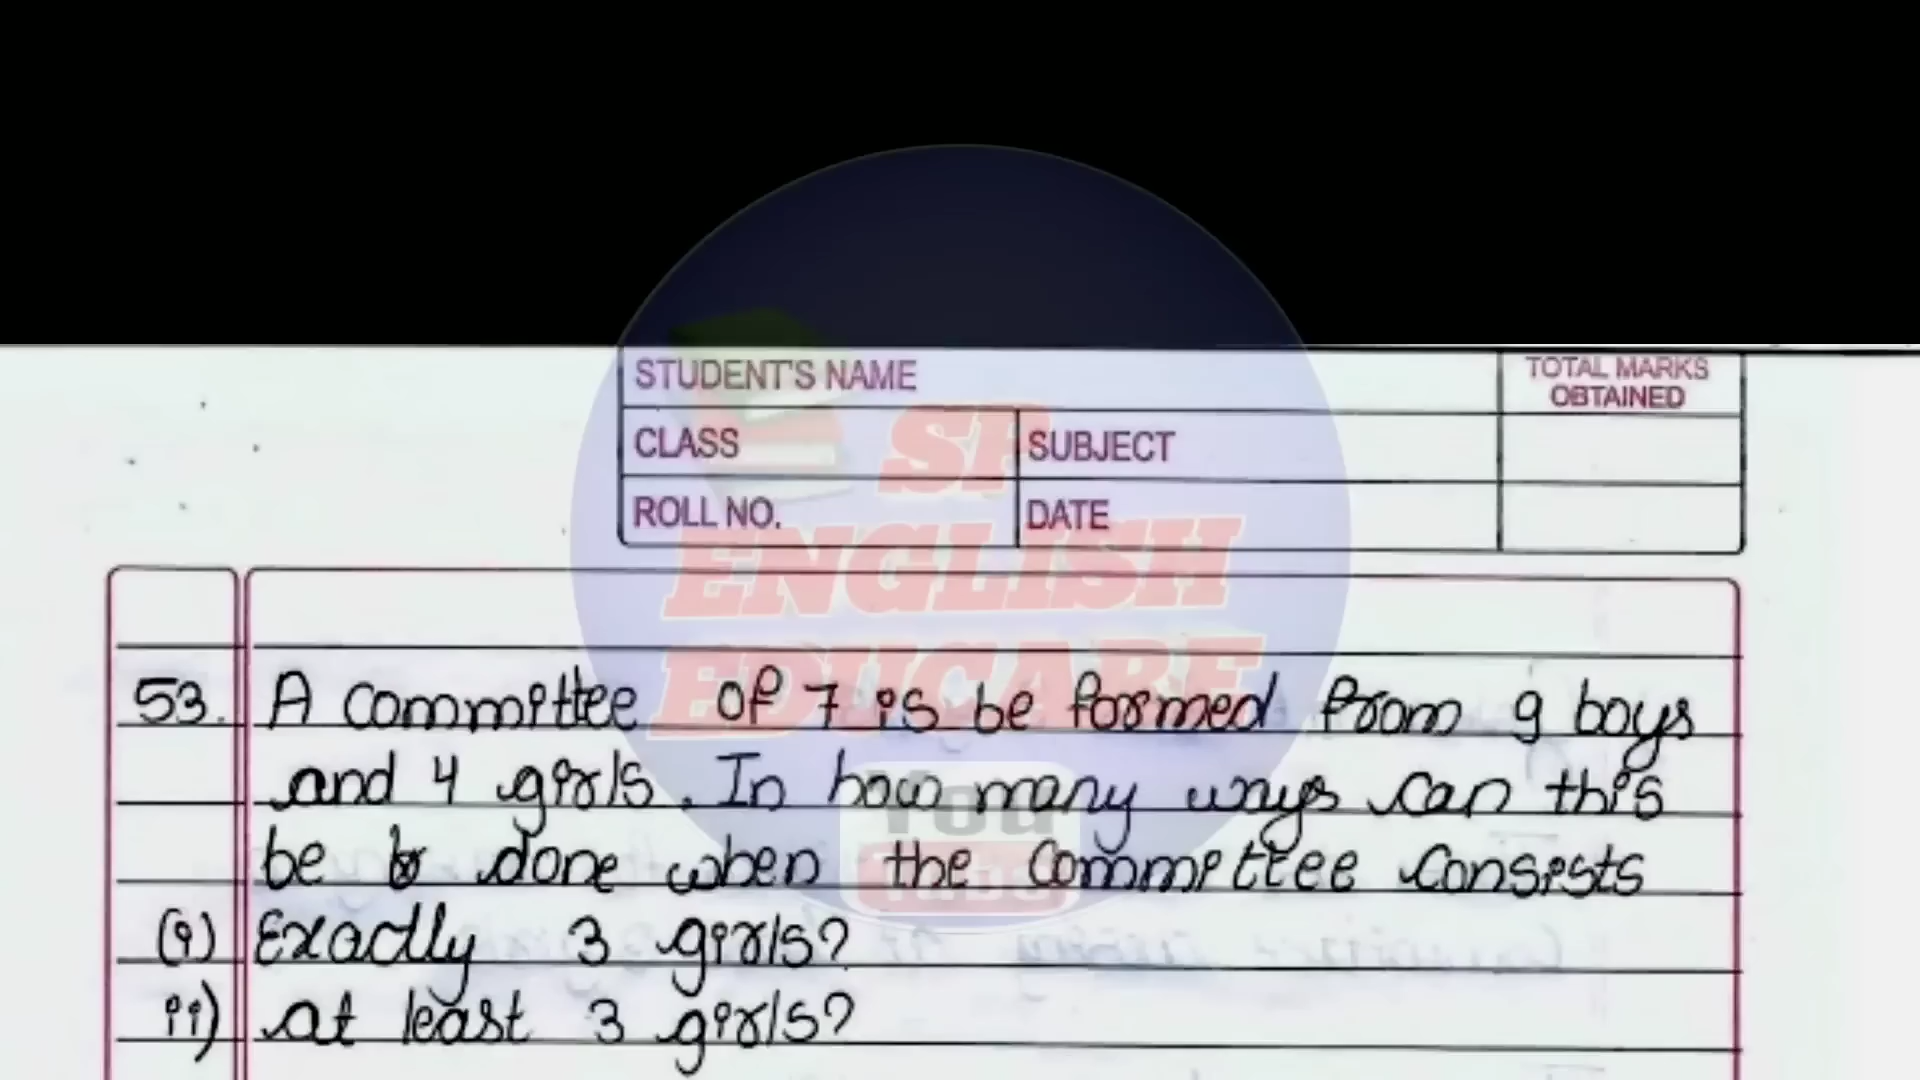 STUDENT'S NAME
TOTAL MARKS
OBTAINED
CLASS
SUBJECT
ROLL NO.
DATE
SP
ENGLISH
EDUCARE
You
Tube
53. A committee of 7 is be formed from 9 boys
and 4 girls. In how many ways can this
be done when the committee consists
(i) Exactly 3 girls?
ii) at least 3 girls?